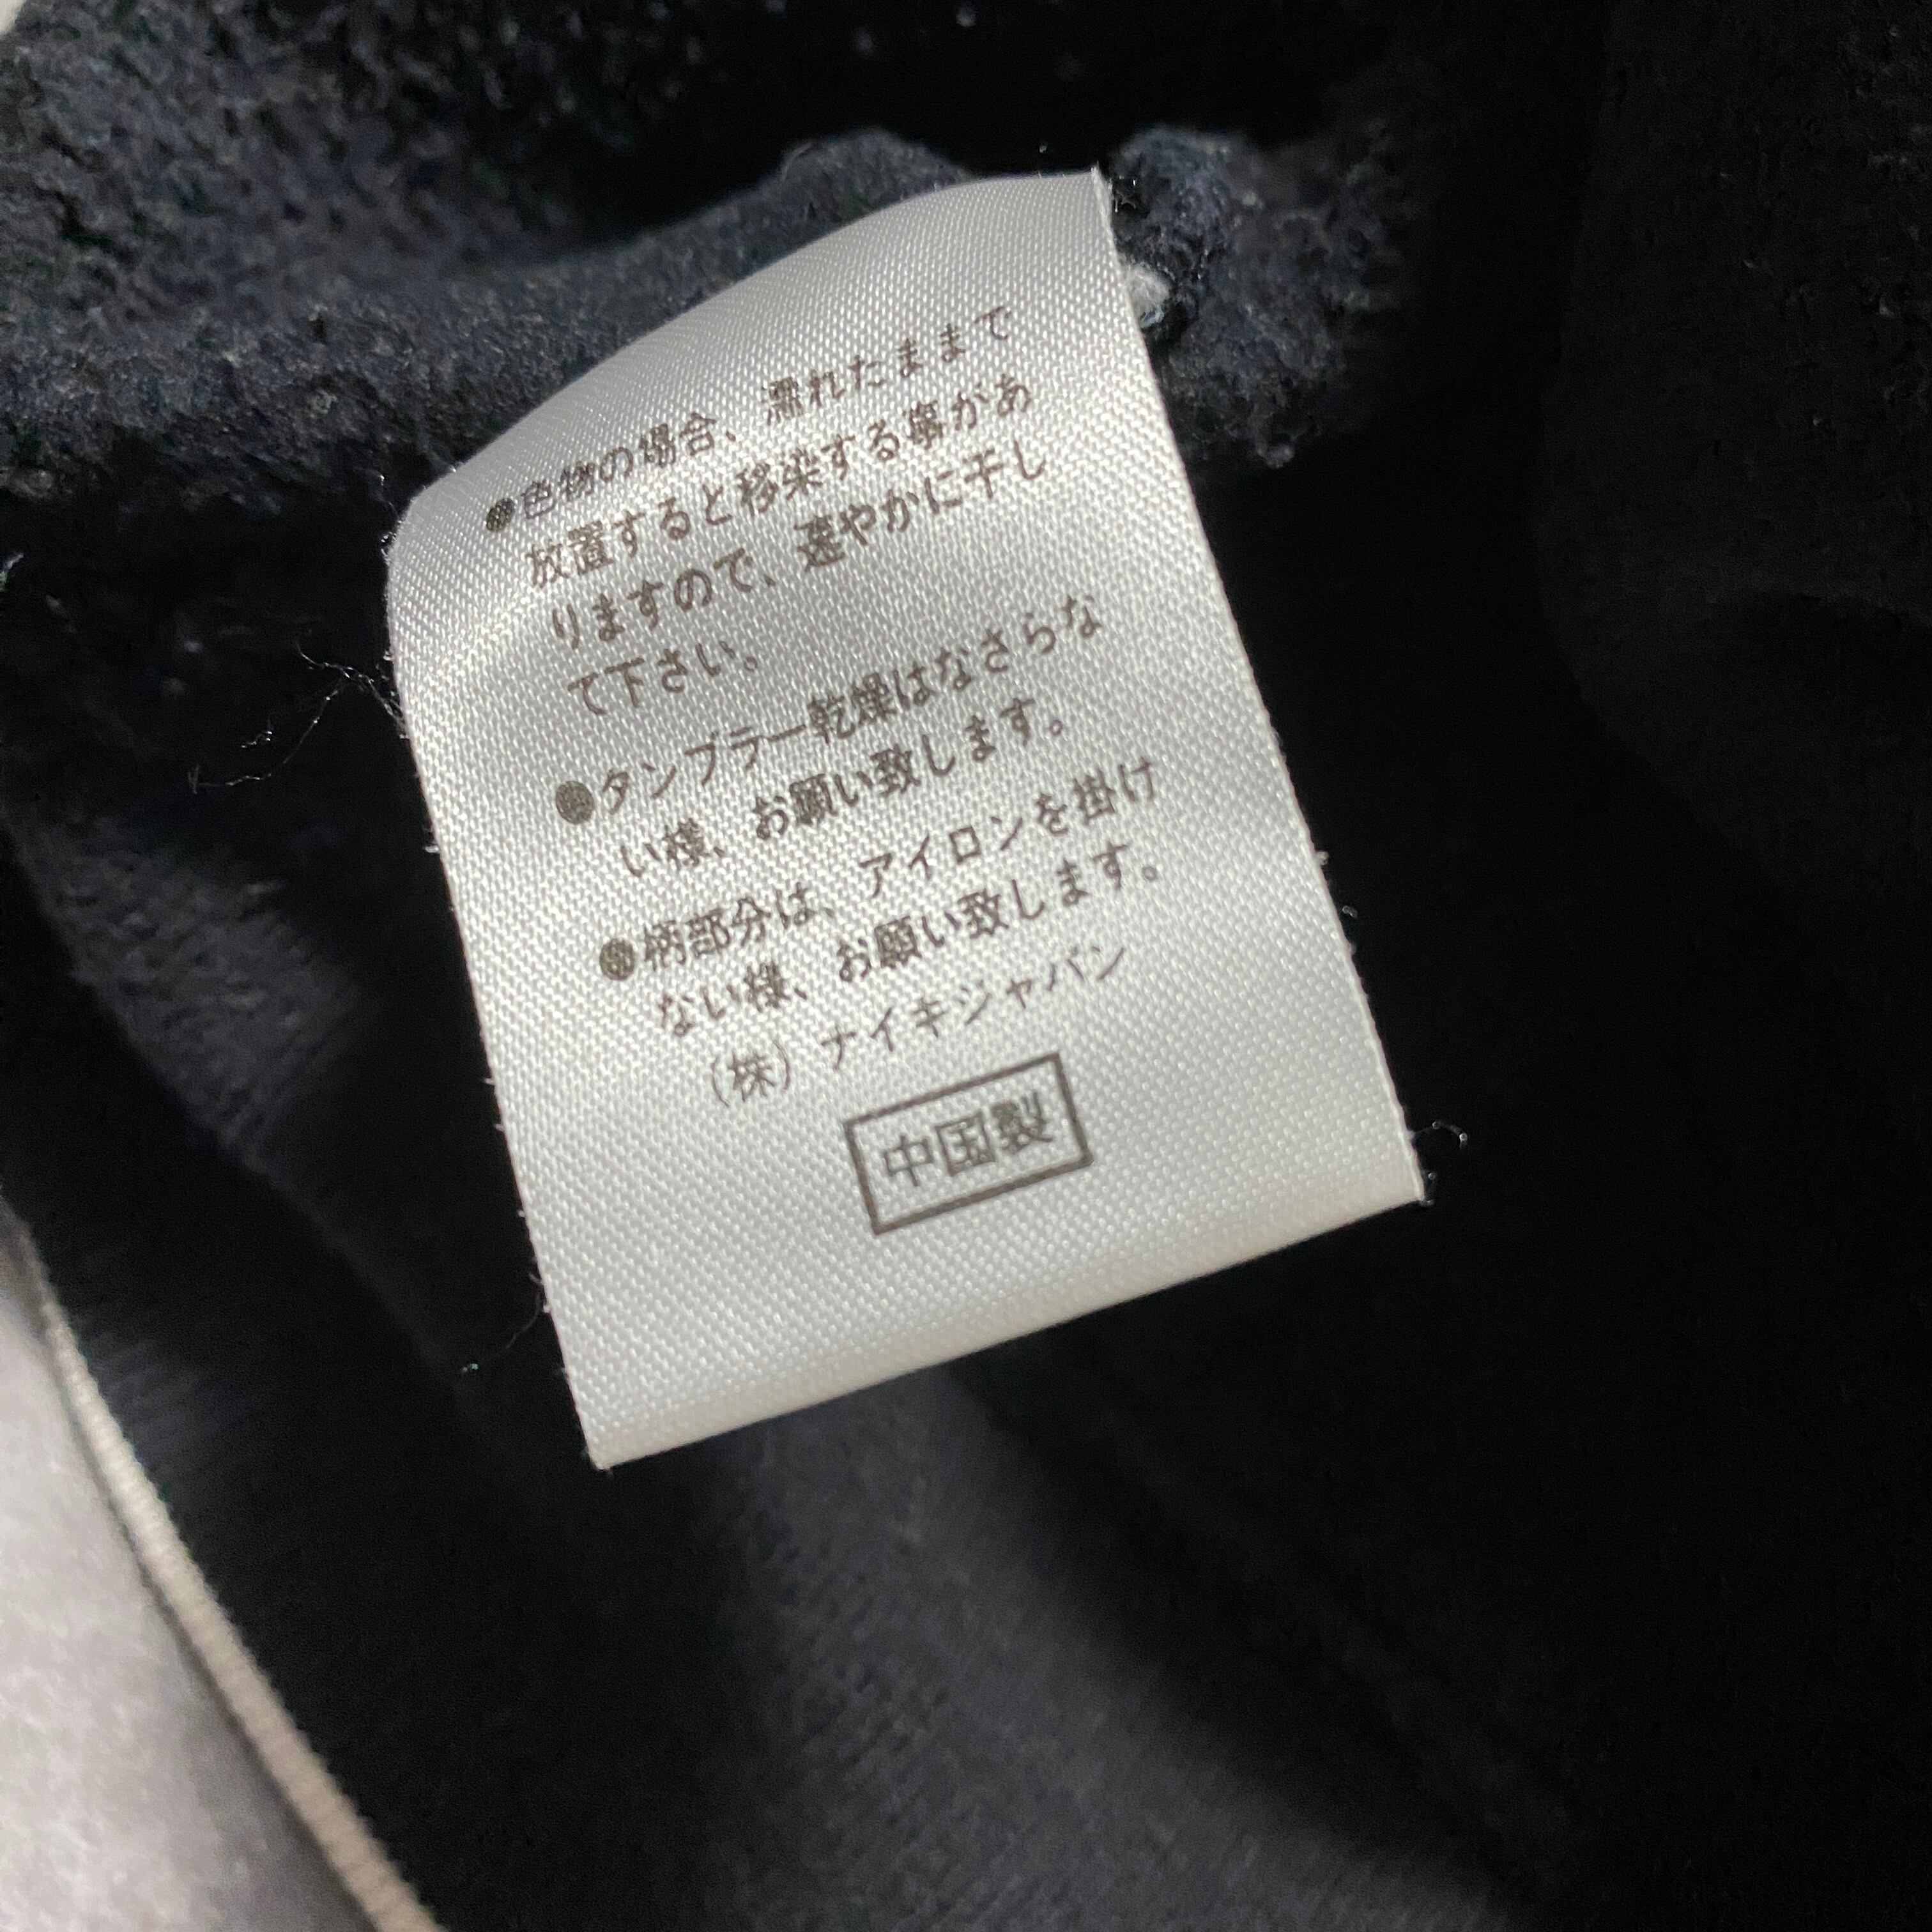 ●色物の場合、濡れたままで
放置すると移染する事があ
りますので、速やかに干し
て下さい。
●タンブラー乾燥はなさらな
い様、お願い致します。
●柄部分は、アイロンを掛け
ない様、お願い致します。
(株)ナイキジャパン
中国製